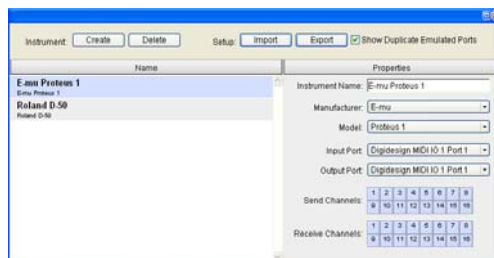 Instrument: Create Delete Setup: Import Export Show Duplicate Emulated Ports
Name Properties
E-mu Proteus 1
E-mu Proteus 1
Roland D-50
Roland D-50
Instrument Name: E-mu Proteus 1
Manufacturer: E-mu
Model: Proteus 1
Input Port: Digidesign MIDI IO 1 Port 1
Output Port: Digidesign MIDI IO 1 Port 1
Send Channels: 1 2 3 4 5 6 7 8
9 10 11 12 13 14 15 16
Receive Channels: 1 2 3 4 5 6 7 8
9 10 11 12 13 14 15 16